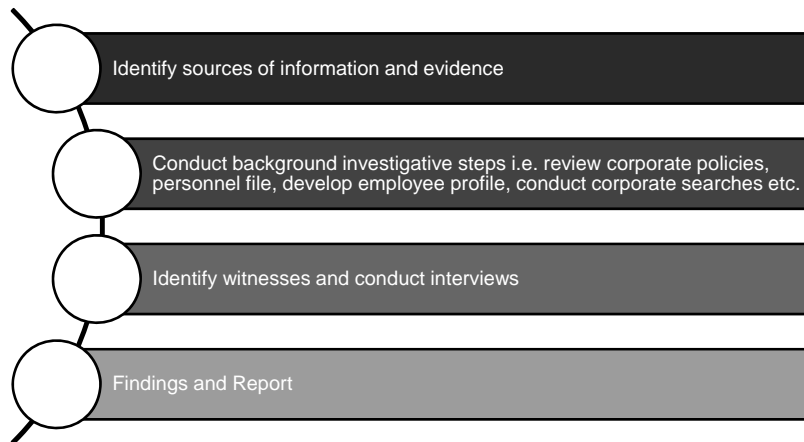 Identify sources of information and evidence
Conduct background investigative steps i.e. review corporate policies,
personnel file, develop employee profile, conduct corporate searches etc.
Identify witnesses and conduct interviews
Findings and Report